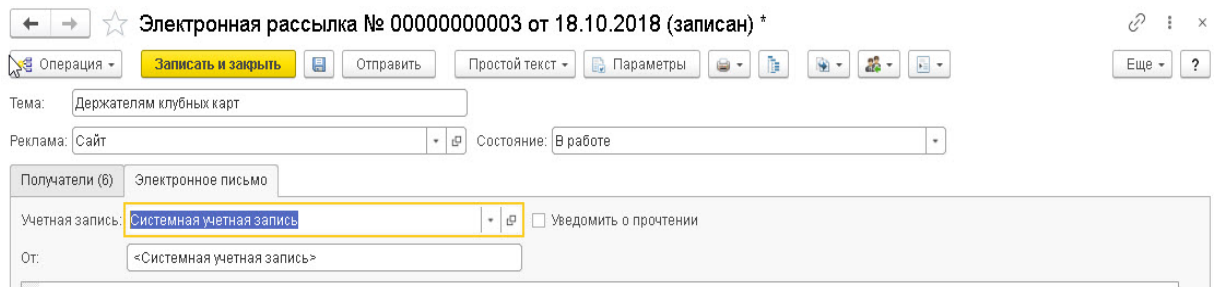 Электронная рассылка № 00000000003 от 18.10.2018 (записан) *
Операция Записать и закрыть Отправить Простой текст Параметры Еще ?
Тема: Держателям клубных карт
Реклама: Сайт Состояние: В работе
Получатели (6) Электронное письмо
Учетная запись: Системная учетная запись Уведомить о прочтении
От: <Системная учетная запись>